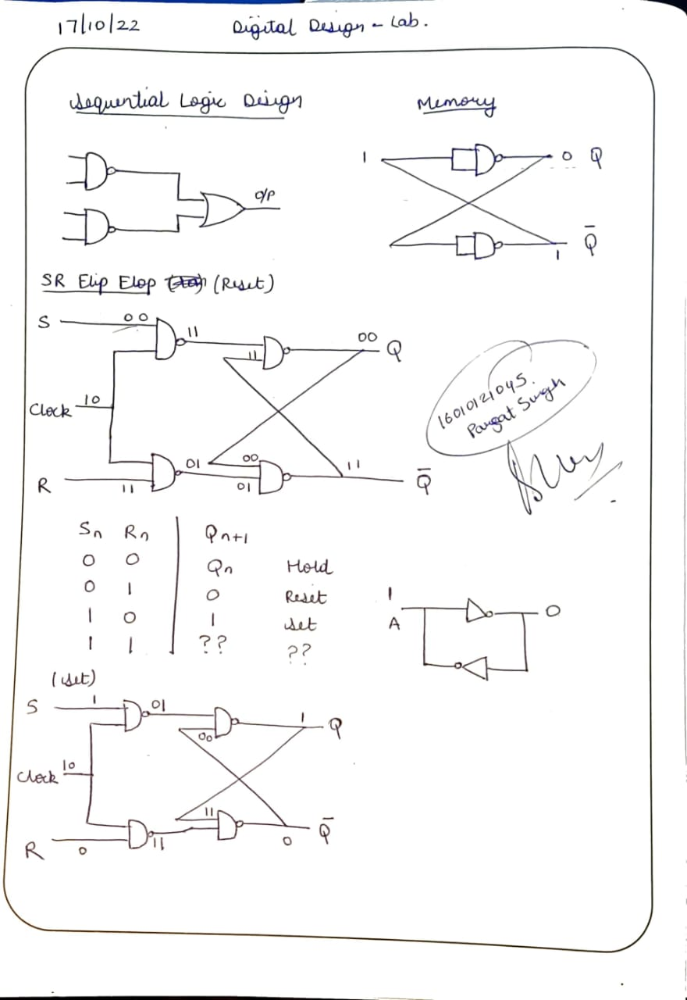 17/10/22 Digital Design - Lab.
Sequential Logic Design
Memory
1 0 Q
O/P
1 Q̅
SR Flip Flop (Reset)
S 00 11 11 00 Q
Clock 10
16010121045.
Pargat Singh
R 11 01 00 01 11 Q̅
Sn Rn Qn+1
0 0 Qn Hold
0 1 0 Reset
1 0 1 Set
1 1 ?? ??
1 A 0
(Set)
S 1 01 00 1 Q
Clock 10
R 0 11 11 0 Q̅